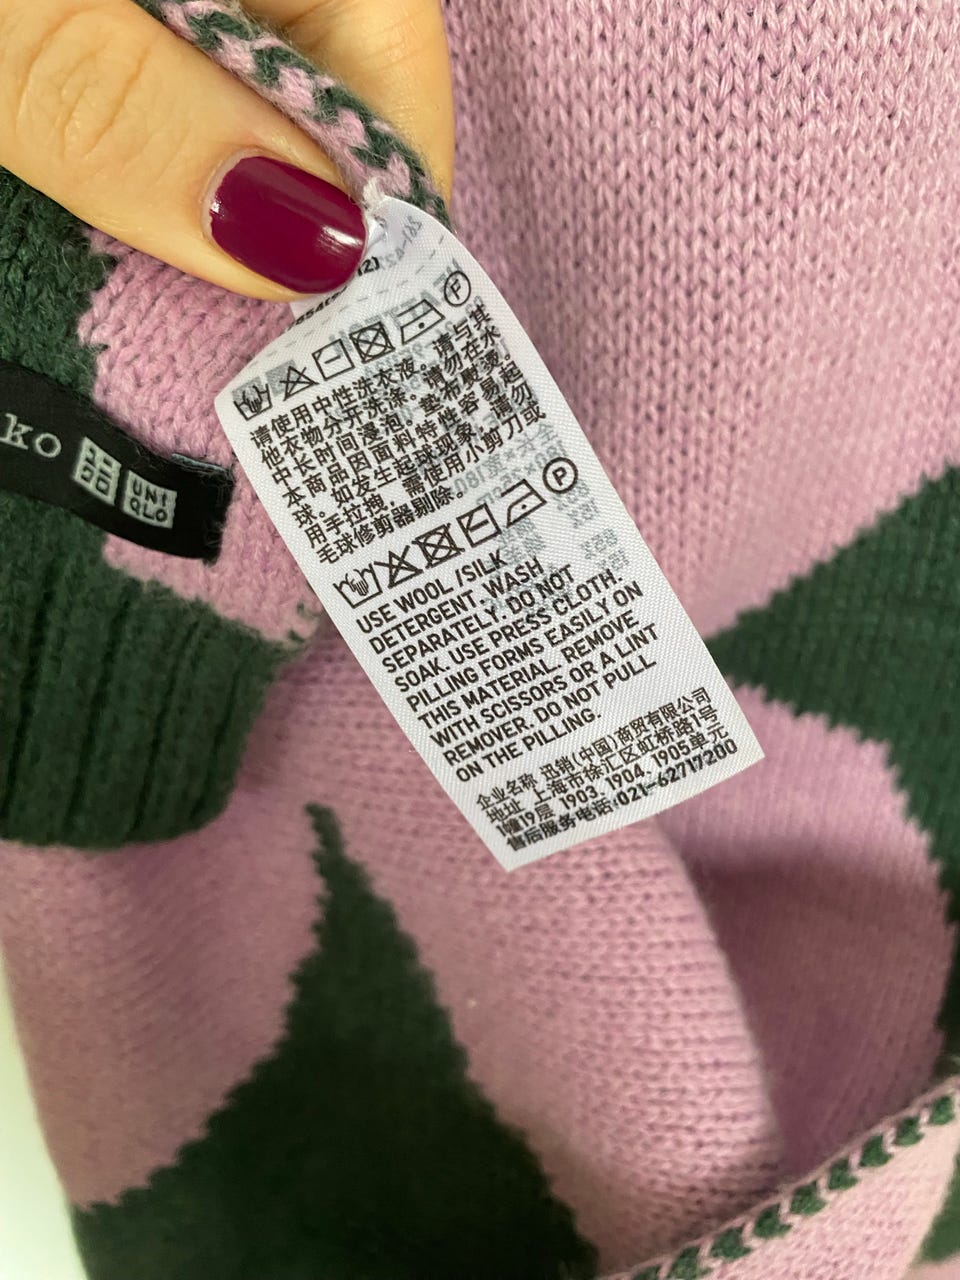 ko
UNI
QLO
请使用中性洗衣液。请与其
他衣物分开洗涤。请勿在水
中长时间浸泡。垫布熨烫。
本商品因面料特性容易起
球。如发生起球现象，请勿
用手拉拽，需使用小剪刀或
毛球修剪器剔除。
USE WOOL /SILK
DETERGENT. WASH
SEPARATELY. DO NOT
SOAK. USE PRESS CLOTH.
PILLING FORMS EASILY ON
THIS MATERIAL. REMOVE
WITH SCISSORS OR A LINT
REMOVER. DO NOT PULL
ON THE PILLING.
企业名称 迅销(中国)商贸有限公司
地址 上海市徐汇区虹桥路1号
1幢19层 1903、1904、1905单元
售后服务电话:021-62717200